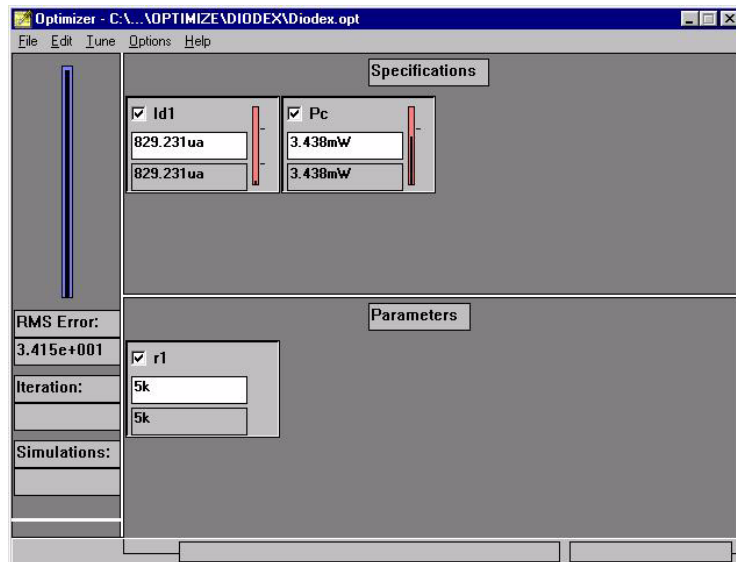 Optimizer - C:\...\OPTIMIZE\DIODEX\Diodex.opt
File Edit Tune Options Help
Specifications
Id1
829.231ua
829.231ua
Pc
3.438mW
3.438mW
RMS Error:
3.415e+001
Iteration:
Simulations:
Parameters
r1
5k
5k